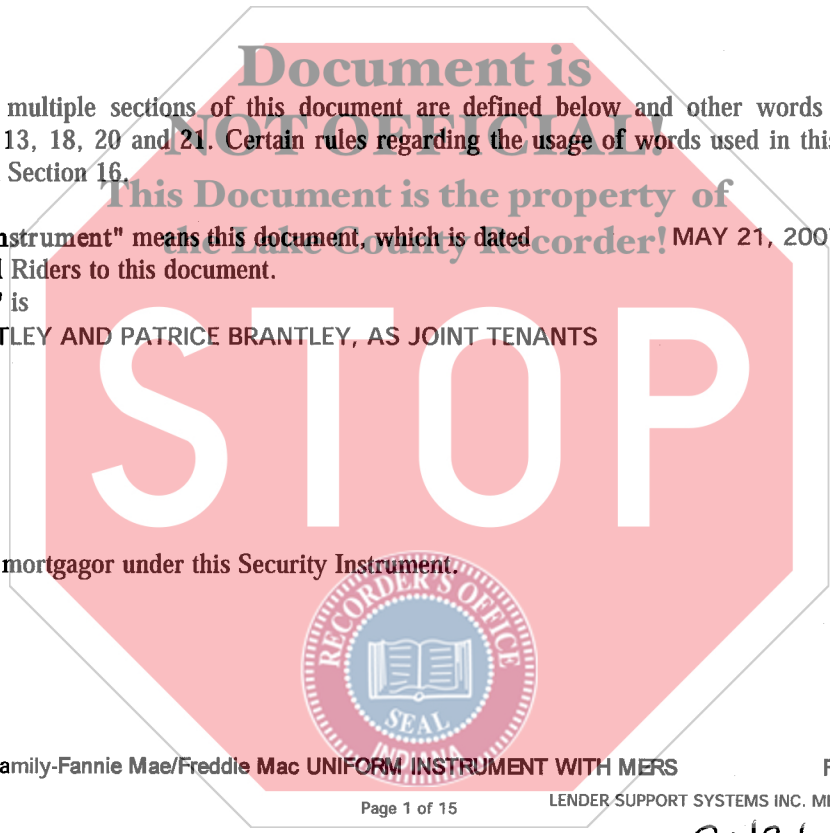 Document is
multiple sections of this document are defined below and other words
13, 18, 20 and 21. Certain rules regarding the usage of words used in this
NOT OFFICIAL!
Section 16.
This Document is the property of
nstrument" means this document, which is dated MAY 21, 200
the Lake County Recorder!
Riders to this document.
is
TLEY AND PATRICE BRANTLEY, AS JOINT TENANTS
STOP
mortgagor under this Security Instrument.
RECORDER'S OFFICE
SEAL
INDIANA
amily-Fannie Mae/Freddie Mac UNIFORM INSTRUMENT WITH MERS
Page 1 of 15
LENDER SUPPORT SYSTEMS INC.